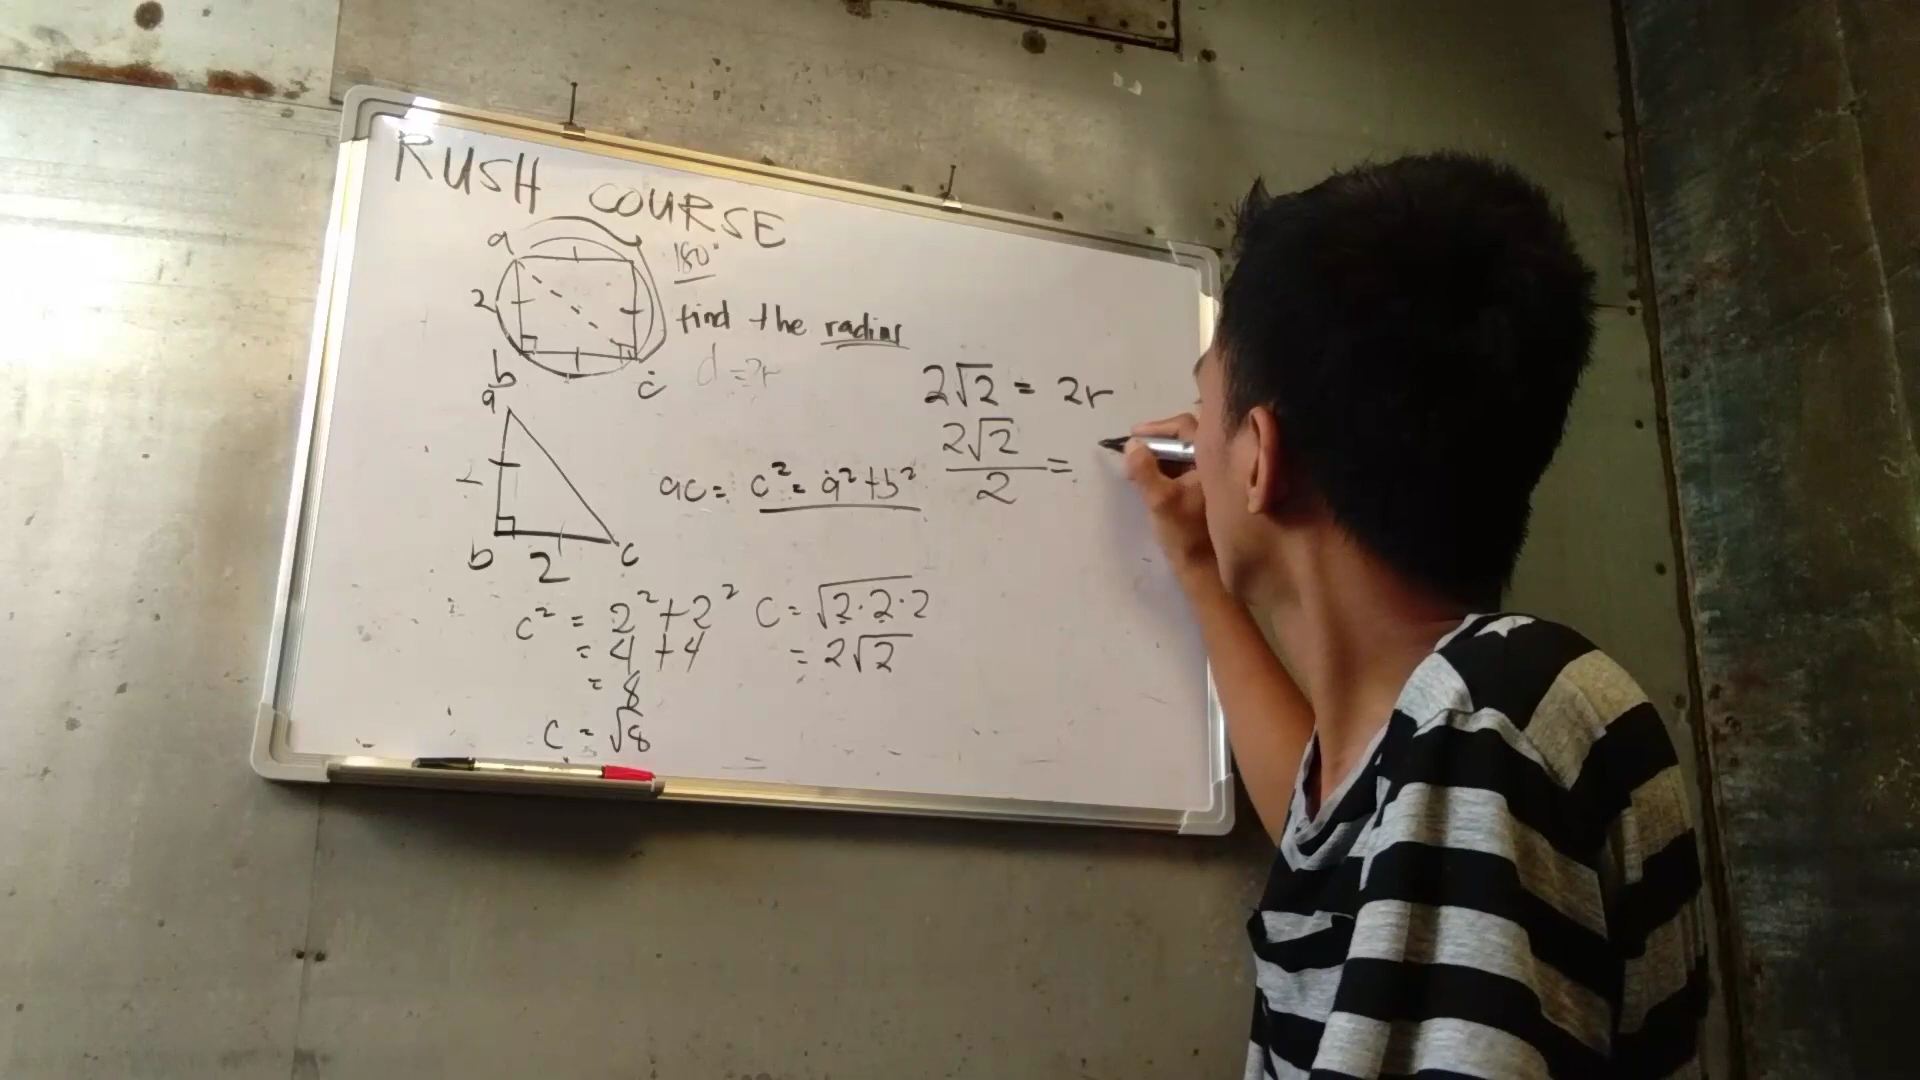 RUSH COURSE
a
180°
2
find the radius
b
c
d=2r
2√2 = 2r
a
2√2/2 =
ac= c²= a²+b²
b
2
c
c² = 2²+2²
= 4+4
= 8
c = √8
c = √2·2·2
= 2√2